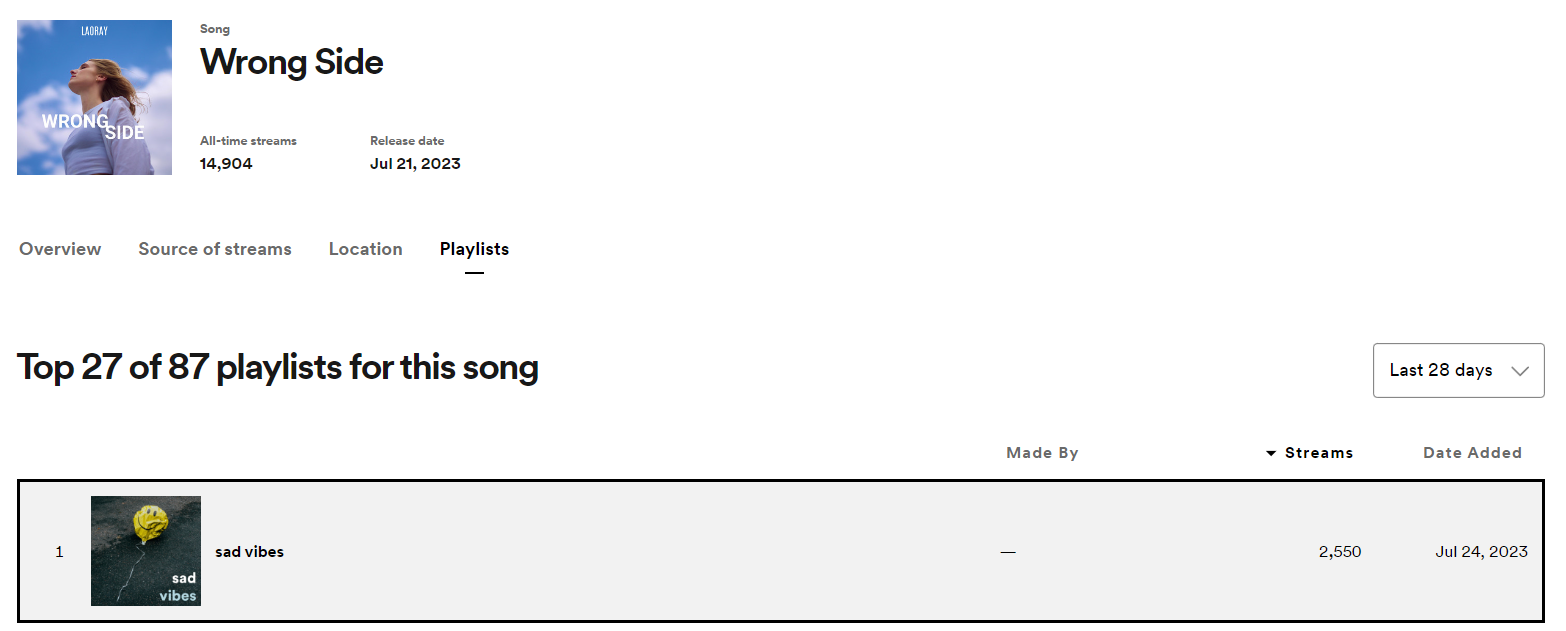 LAORAY
WRONG
SIDE
Song
Wrong Side
All-time streams
Release date
14,904
Jul 21, 2023
Overview
Source of streams
Location
Playlists
Top 27 of 87 playlists for this song
Last 28 days
Made By
Streams
Date Added
1
sad
vibes
sad vibes
—
2,550
Jul 24, 2023